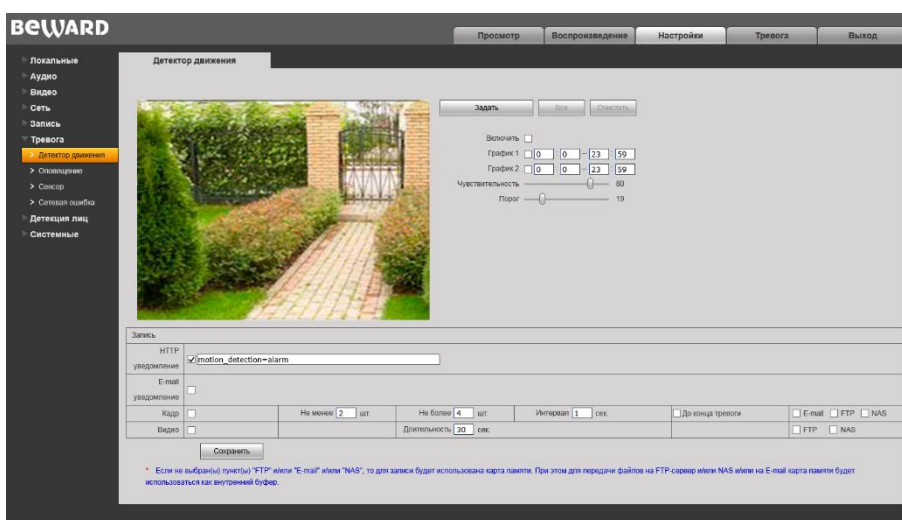 BEWARD
Просмотр Воспроизведение Настройки Тревога Выход
Локальные
Аудио
Видео
Сеть
Запись
Тревога
Детектор движения
Оповещение
Сенсор
Сетевая ошибка
Детекция лиц
Системные
Детектор движения
Задать Все Очистить
Включить
График 1 0 : 0 – 23 : 59
График 2 0 : 0 – 23 : 59
Чувствительность 80
Порог 19
Запись
HTTP уведомление motion_detection=alarm
E-mail уведомление
Кадр Не менее 2 шт. Не более 4 шт. Интервал 1 сек. До конца тревоги E-mail FTP NAS
Видео Длительность 30 сек. FTP NAS
Сохранить
* Если не выбран(ы) пункт(ы) "FTP" и/или "E-mail" и/или "NAS", то для записи будет использована карта памяти. При этом для передачи файлов на FTP-сервер и/или NAS и/или на E-mail карта памяти будет
использоваться как внутренний буфер.